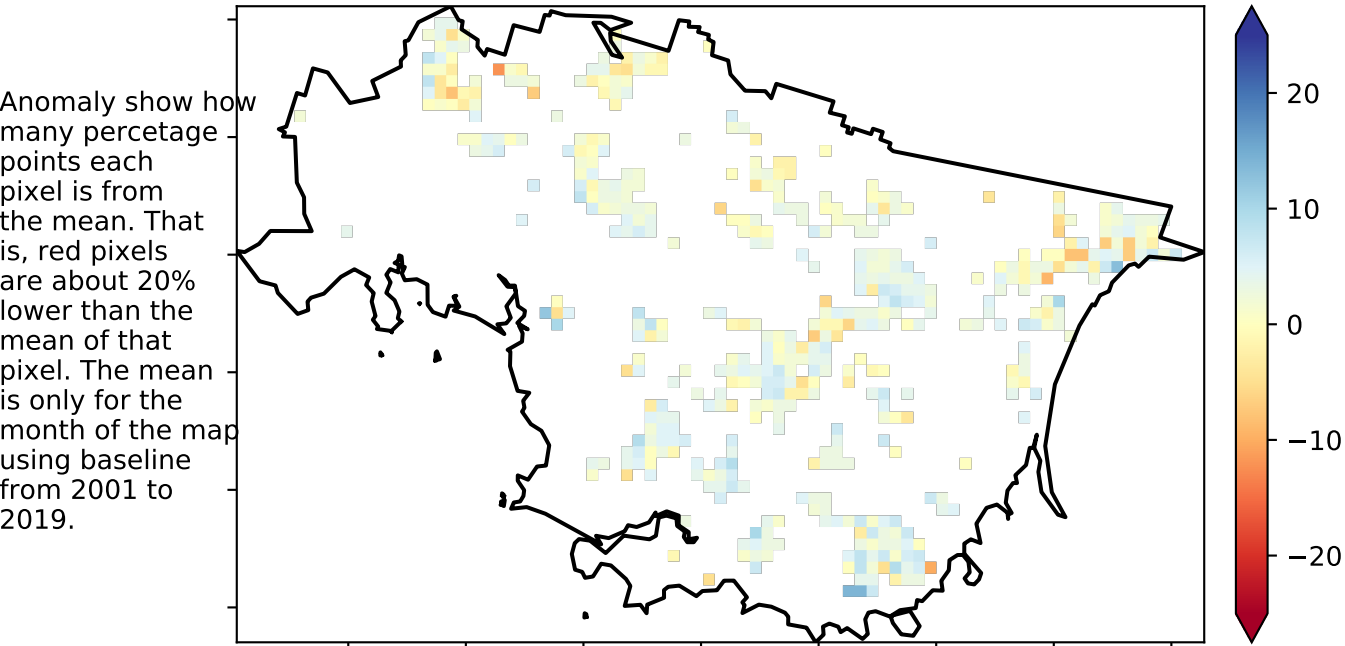 Anomaly show how
many percetage
points each
pixel is from
the mean. That
is, red pixels
are about 20%
lower than the
mean of that
pixel. The mean
is only for the
month of the map
using baseline
from 2001 to
2019.
20
10
0
−10
−20